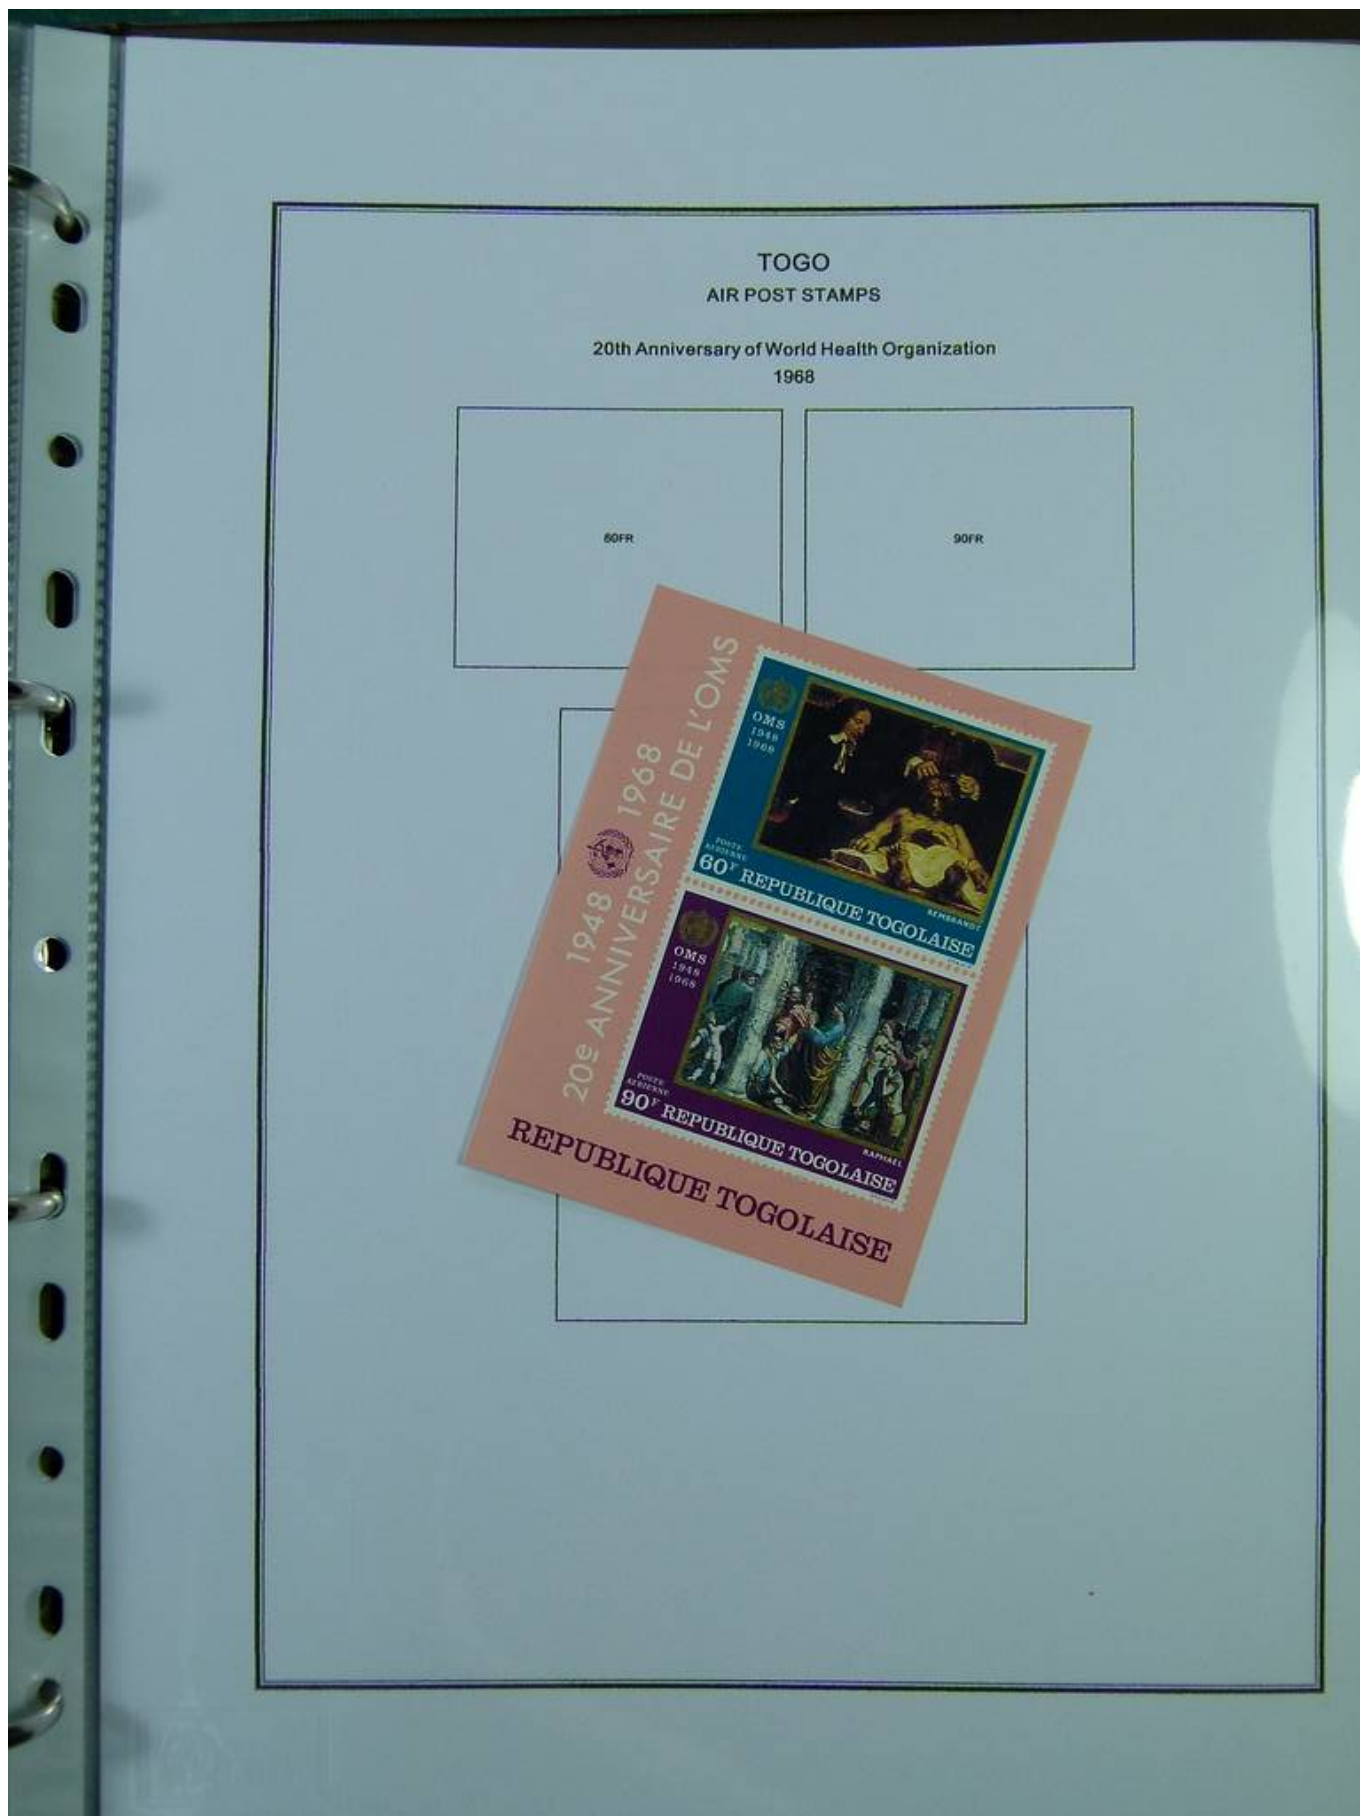 TOGO
AIR POST STAMPS
20th Anniversary of World Health Organization
1968
60FR
90FR
1948 1968
20e ANNIVERSAIRE DE L'OMS
OMS
1948
1968
POSTE
AERIENNE
60F REPUBLIQUE TOGOLAISE
REMBRANDT
OMS
1948
1968
POSTE
AERIENNE
90F REPUBLIQUE TOGOLAISE
RAPHAEL
REPUBLIQUE TOGOLAISE